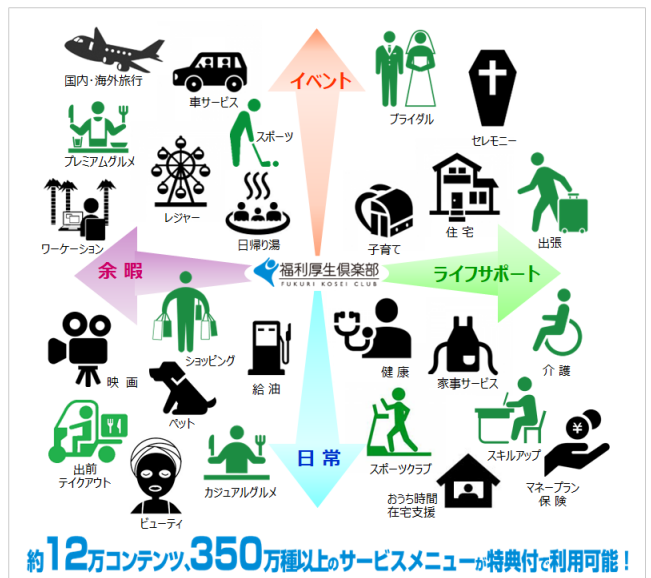 イベント
国内・海外旅行
車サービス
ブライダル
セレモニー
プレミアムグルメ
スポーツ
レジャー
ワーケーション
日帰り湯
子育て
住 宅
出張
余 暇
福利厚生倶楽部
FUKURI KOSEI CLUB
ライフサポート
映 画
ショッピング
給 油
健 康
家事サービス
介 護
ペット
出前
テイクアウト
ビューティ
カジュアルグルメ
日 常
スポーツクラブ
スキルアップ
おうち時間
在宅支援
¥
マネープラン
保 険
約12万コンテンツ、350万種以上のサービスメニューが特典付で利用可能！